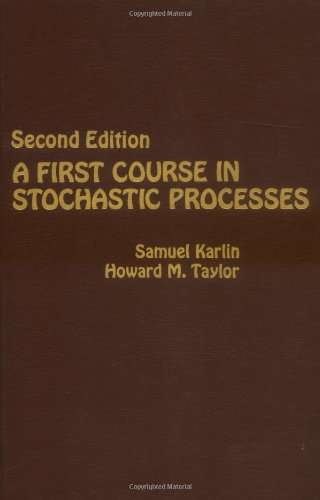 Second Edition
A FIRST COURSE IN
STOCHASTIC PROCESSES
Samuel Karlin
Howard M. Taylor